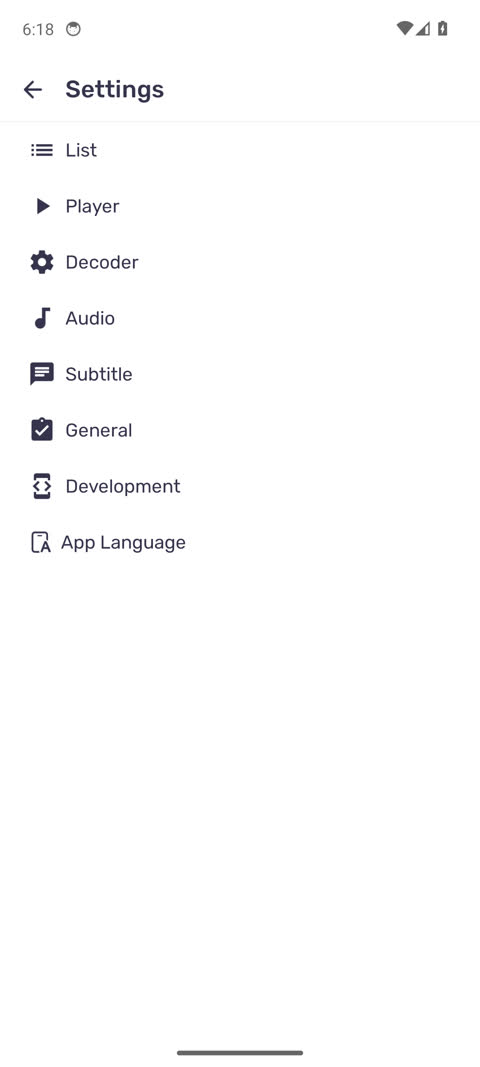 6:18
Settings
List
Player
Decoder
Audio
Subtitle
General
Development
App Language